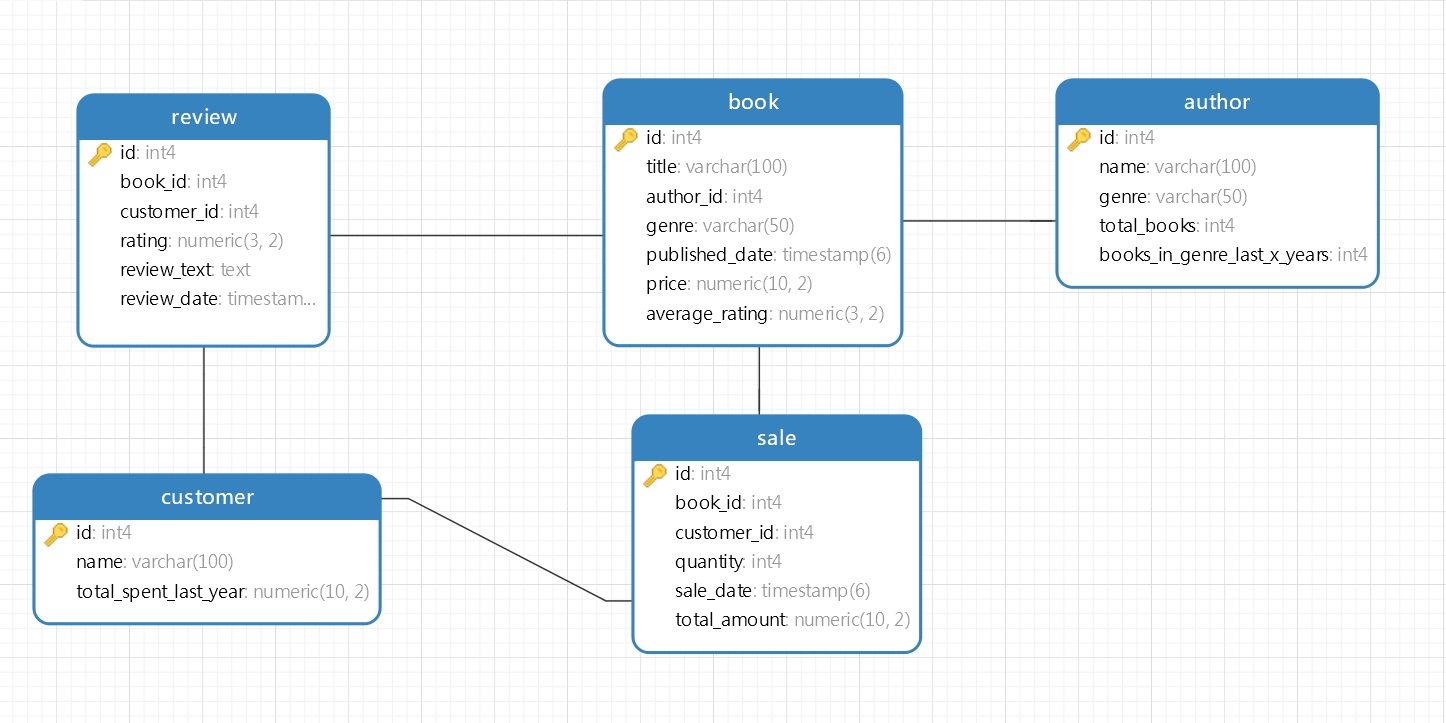 review
id: int4
book_id: int4
customer_id: int4
rating: numeric(3, 2)
review_text: text
review_date: timestam...
book
id: int4
title: varchar(100)
author_id: int4
genre: varchar(50)
published_date: timestamp(6)
price: numeric(10, 2)
average_rating: numeric(3, 2)
author
id: int4
name: varchar(100)
genre: varchar(50)
total_books: int4
books_in_genre_last_x_years: int4
customer
id: int4
name: varchar(100)
total_spent_last_year: numeric(10, 2)
sale
id: int4
book_id: int4
customer_id: int4
quantity: int4
sale_date: timestamp(6)
total_amount: numeric(10, 2)